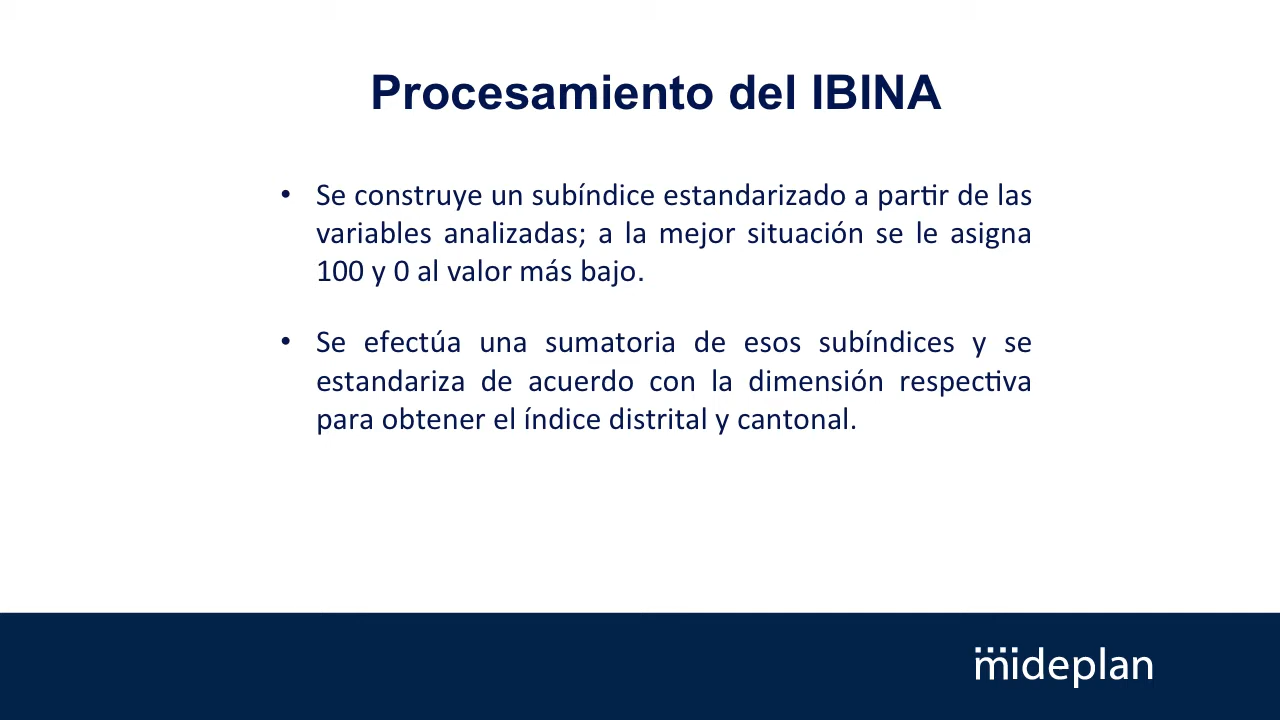 Procesamiento del IBINA
• Se construye un subíndice estandarizado a partir de las
variables analizadas; a la mejor situación se le asigna
100 y 0 al valor más bajo.
• Se efectúa una sumatoria de esos subíndices y se
estandariza de acuerdo con la dimensión respectiva
para obtener el índice distrital y cantonal.
mideplan